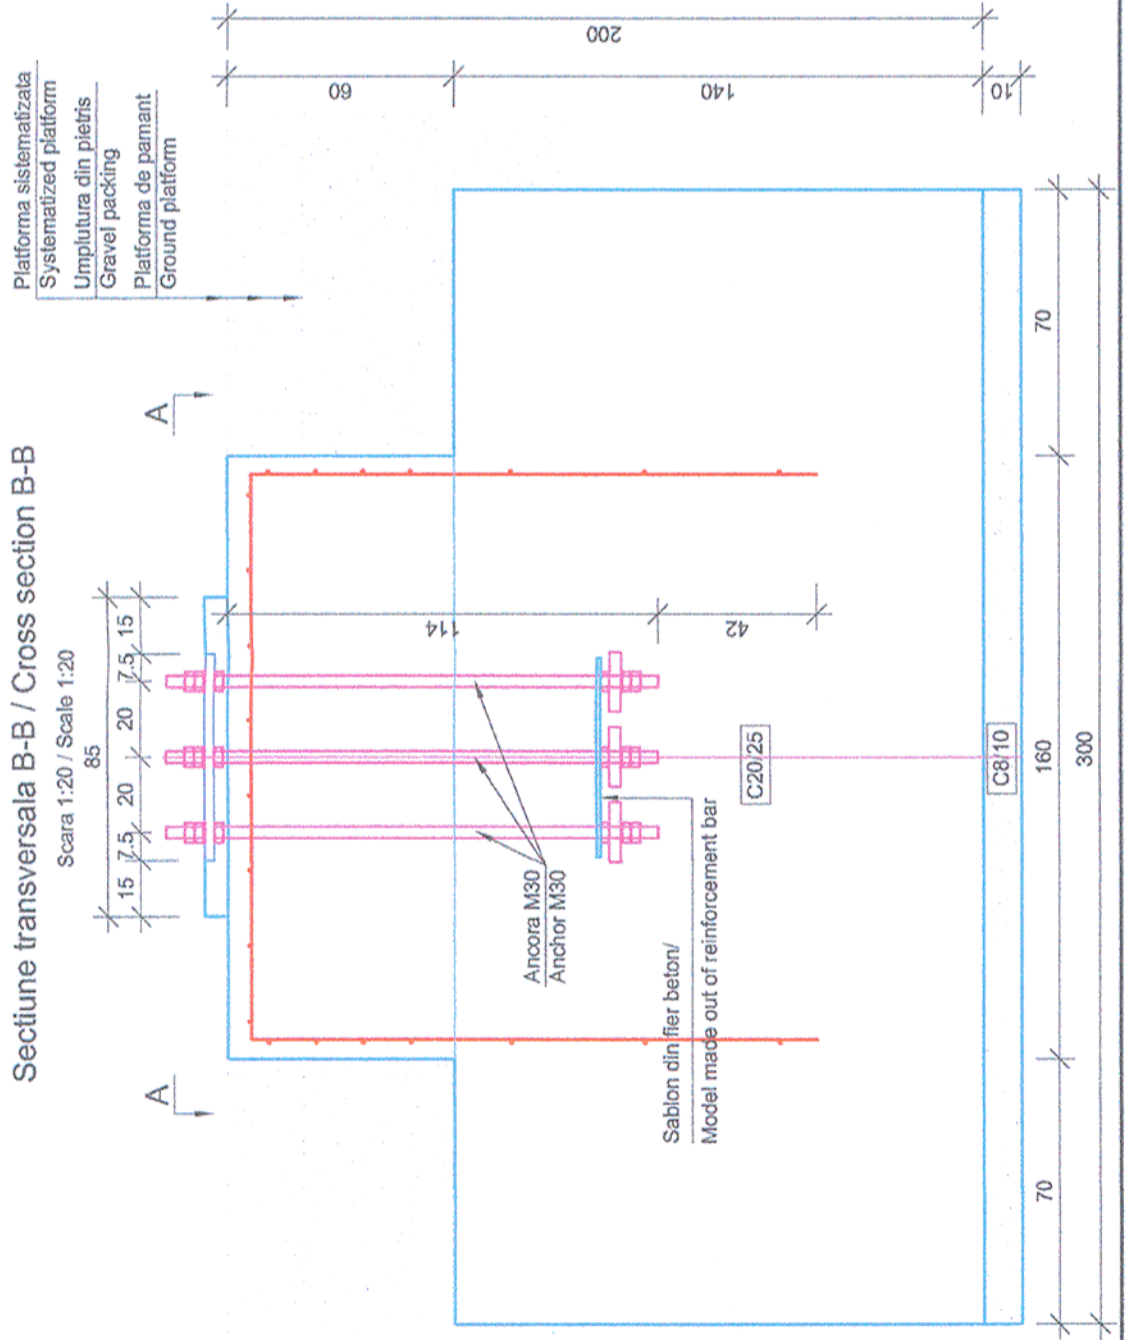 Sectiune transversala B-B / Cross section B-B
Scara 1:20 / Scale 1:20
Platforma sistematizata
Systematized platform
Umplutura din pietris
Gravel packing
Platforma de pamant
Ground platform
A
A
85
15
7.5
20
20
7.5
15
114
42
60
140
10
200
Ancora M30
Anchor M30
Sablon din fier beton/
Model made out of reinforcement bar
C20/25
C8/10
70
160
70
300